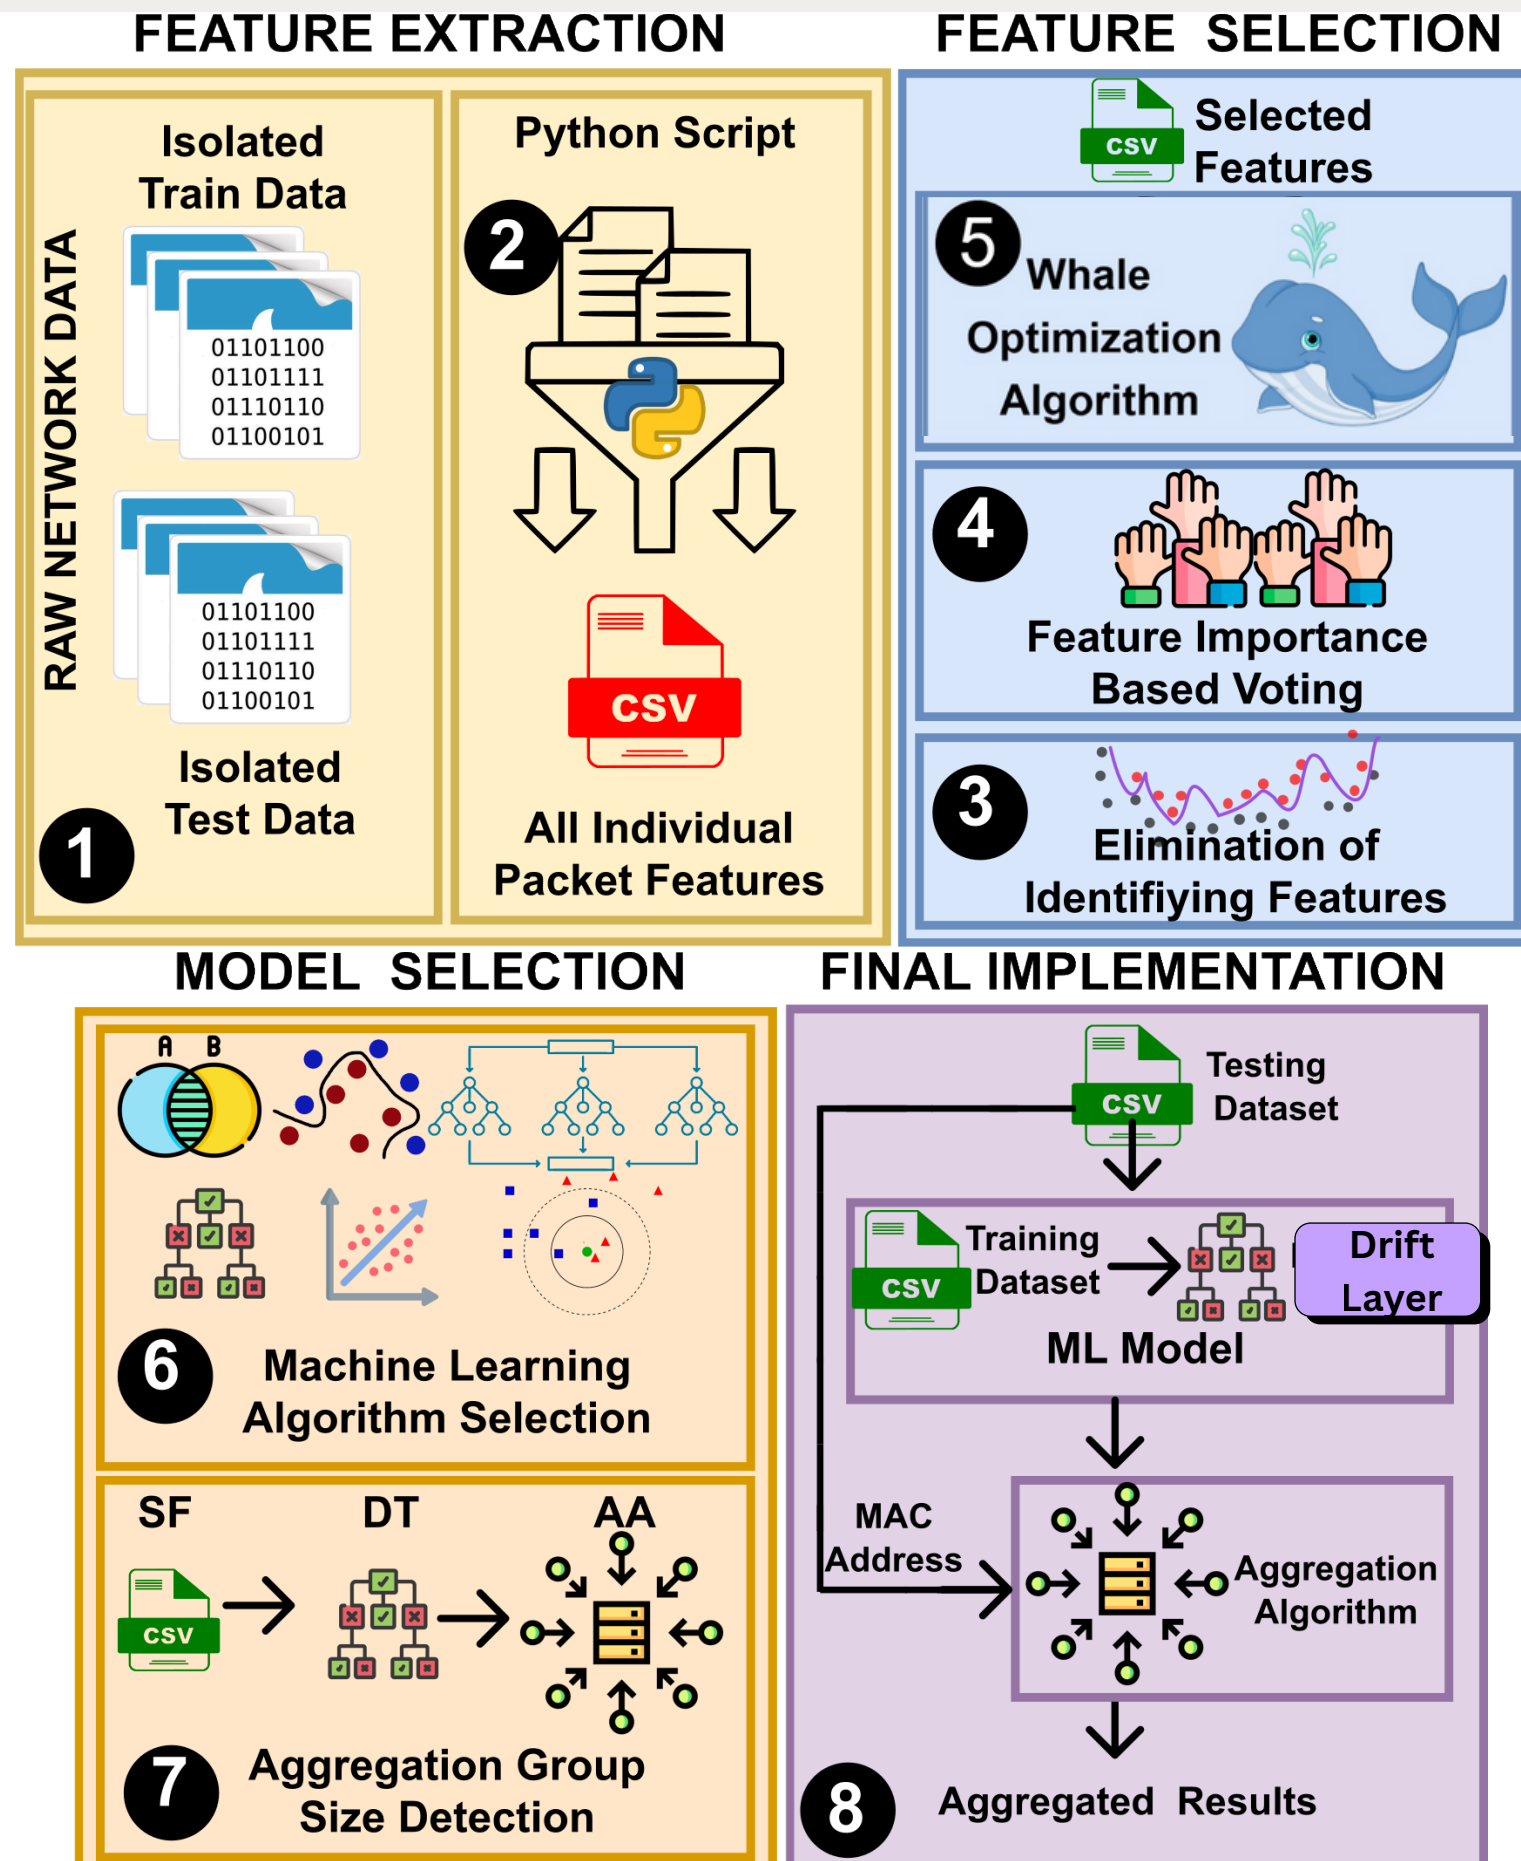 FEATURE EXTRACTION
RAW NETWORK DATA
Isolated
Train Data
01101100
01101111
01110110
01100101
01101100
01101111
01110110
01100101
Isolated
Test Data
1
Python Script
2
CSV
All Individual
Packet Features
FEATURE SELECTION
CSV
Selected
Features
5
Whale
Optimization
Algorithm
4
Feature Importance
Based Voting
3
Elimination of
Identifiying Features
MODEL SELECTION
A B
6
Machine Learning
Algorithm Selection
SF DT AA
CSV
7
Aggregation Group
Size Detection
FINAL IMPLEMENTATION
CSV
Testing
Dataset
CSV
Training
Dataset
Drift
Layer
ML Model
MAC
Address
Aggregation
Algorithm
8
Aggregated Results